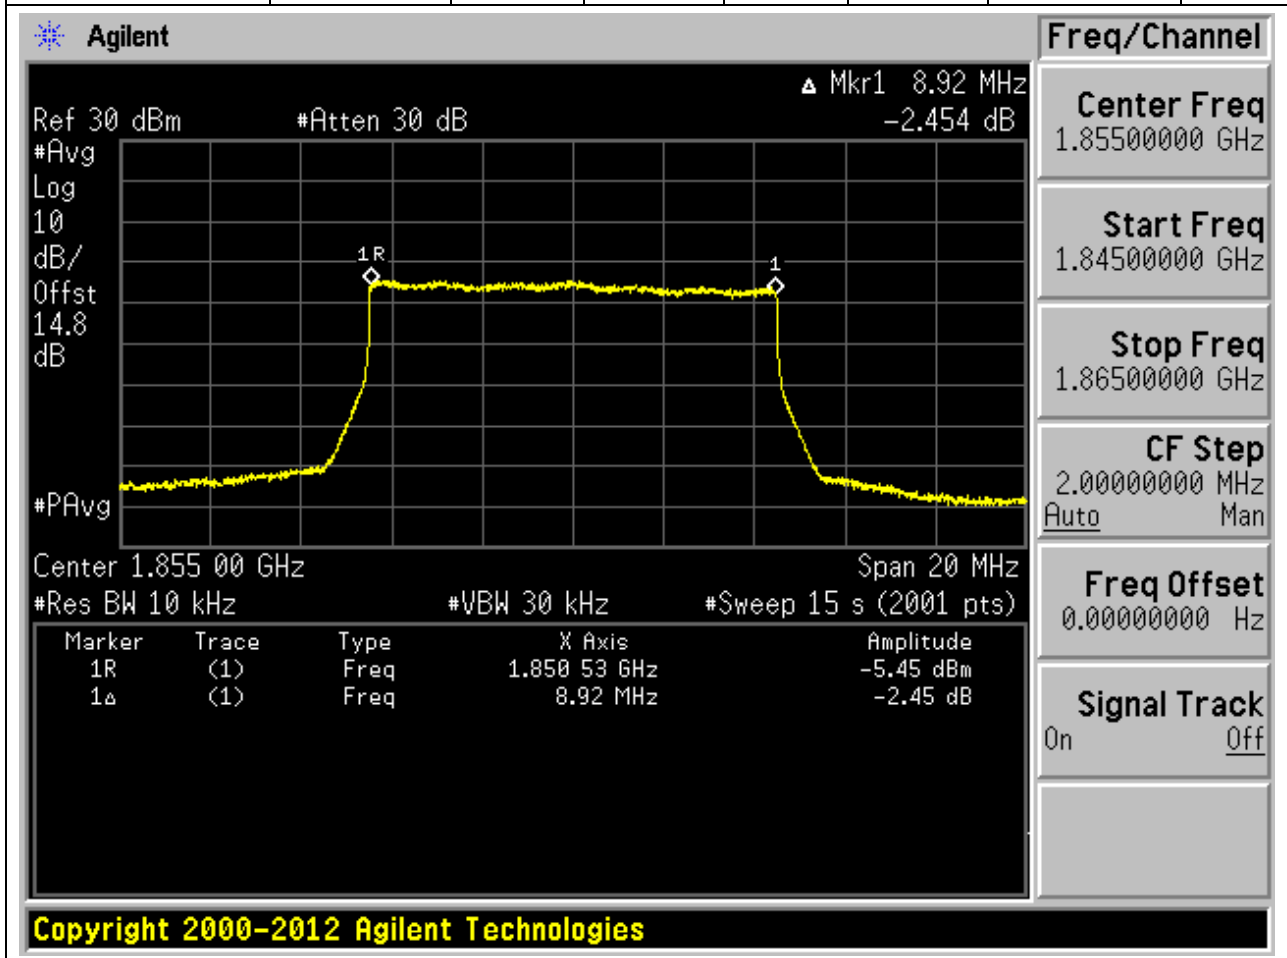 Agilent
Freq/Channel
Δ Mkr1 8.92 MHz
Ref 30 dBm #Atten 30 dB -2.454 dB
#Avg
Log
10
dB/
Offst
14.8
dB
1R
1
#PAvg
Center 1.855 00 GHz Span 20 MHz
#Res BW 10 kHz #VBW 30 kHz #Sweep 15 s (2001 pts)
Marker Trace Type X Axis Amplitude
1R (1) Freq 1.850 53 GHz -5.45 dBm
1Δ (1) Freq 8.92 MHz -2.45 dB
Center Freq
1.85500000 GHz
Start Freq
1.84500000 GHz
Stop Freq
1.86500000 GHz
CF Step
2.00000000 MHz
Auto Man
Freq Offset
0.00000000 Hz
Signal Track
On Off
Copyright 2000-2012 Agilent Technologies